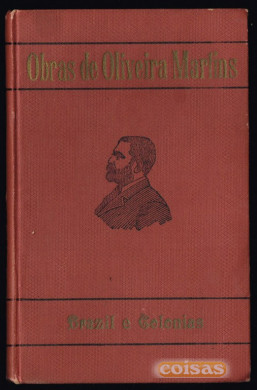 Obras de Oliveira Martins
Brazil e Colonias
coisas